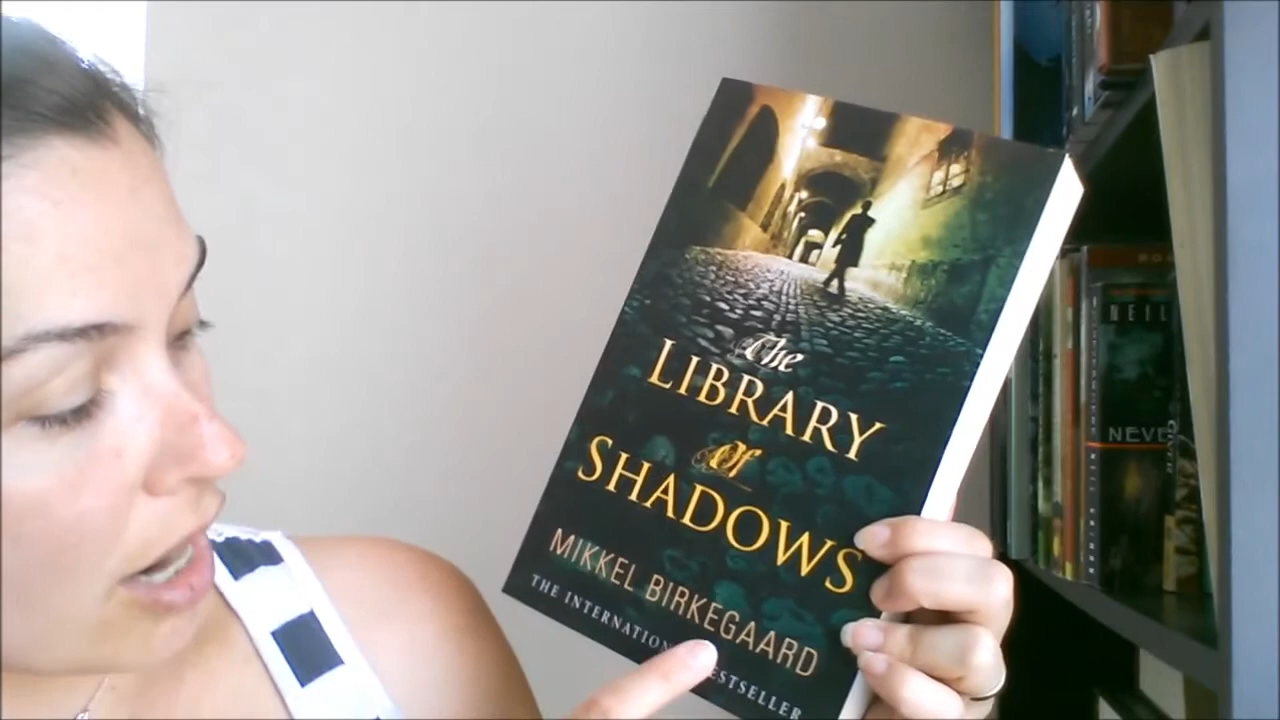 The
LIBRARY
of
SHADOWS
MIKKEL BIRKEGAARD
THE INTERNATION ESTSELLER
NEIL
NEVE